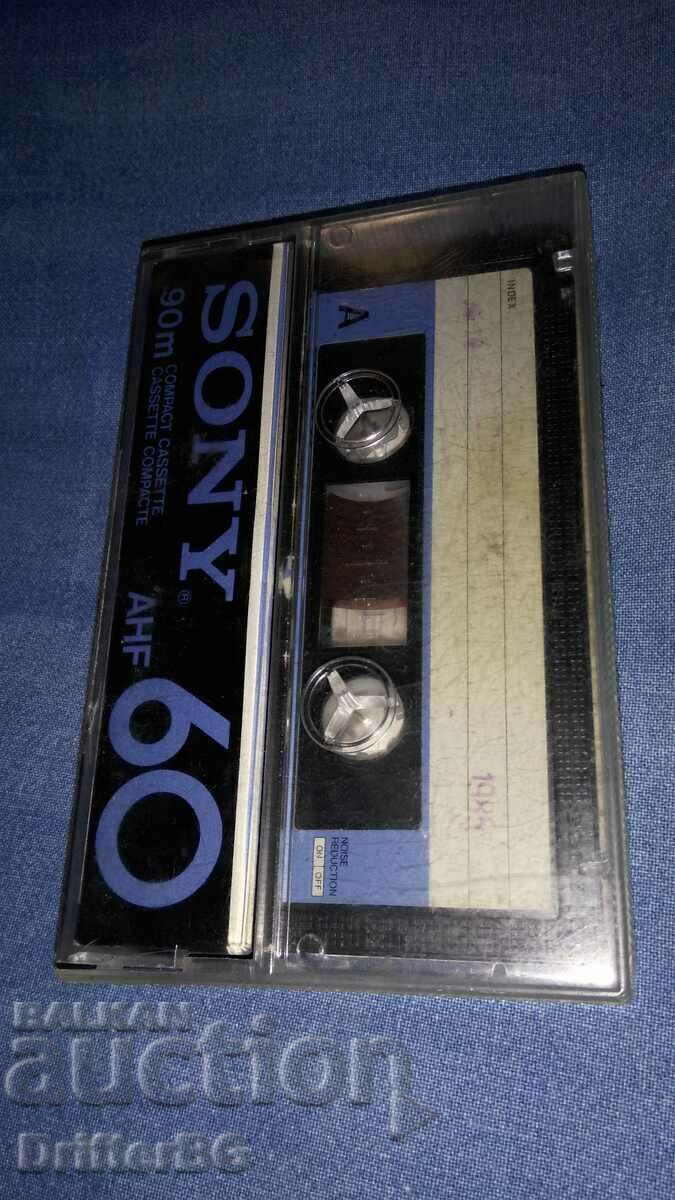 SONY®
90m COMPACT CASSETTE
CASSETTE COMPACTE
AHF 60
INDEX
A
NOISE
REDUCTION
ON OFF
BALKAN
auction
DrifterBG